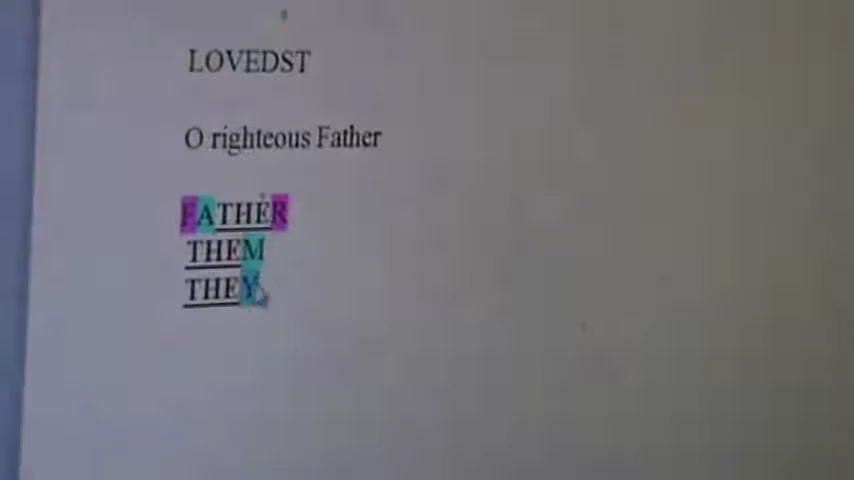 LOVEDST
O righteous Father
FATHER
THEM
THEY